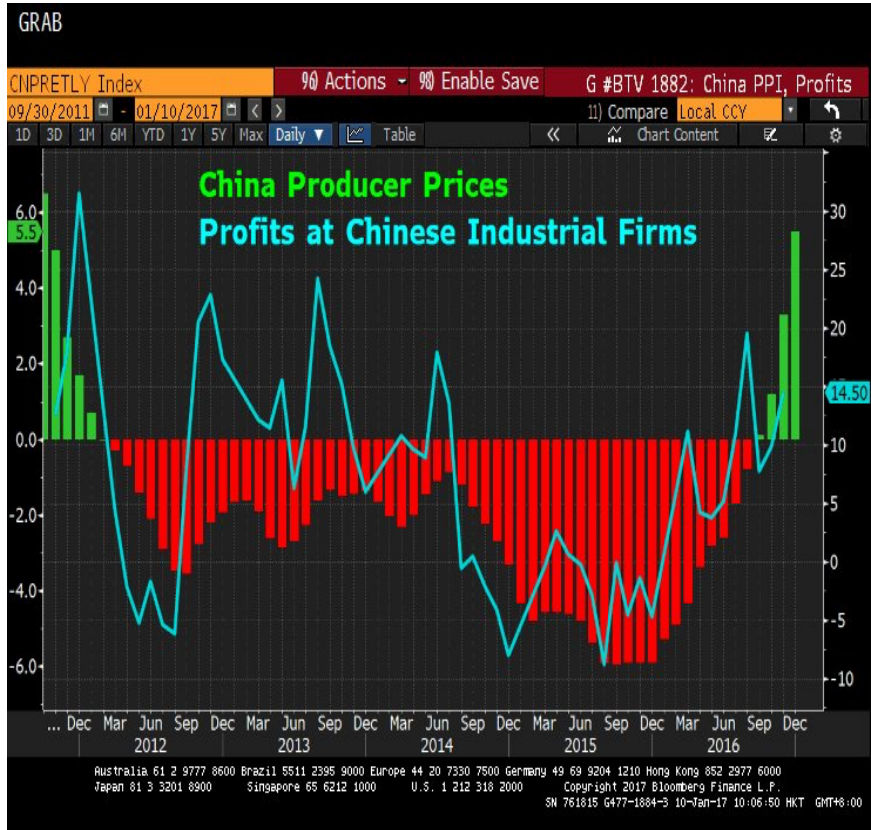 GRAB
CNPRETLY Index 96) Actions 98) Enable Save G #BTV 1882: China PPI, Profits
09/30/2011 - 01/10/2017 < > 11) Compare Local CCY
1D 3D 1M 6M YTD 1Y 5Y Max Daily ▼ Table « Chart Content
China Producer Prices
Profits at Chinese Industrial Firms
6.0
5.5
4.0
2.0
0.0
-2.0
-4.0
-6.0
30
25
20
14.50
10
5
0
-5
-10
... Dec Mar Jun Sep Dec Mar Jun Sep Dec Mar Jun Sep Dec Mar Jun Sep Dec Mar Jun Sep Dec
2012 2013 2014 2015 2016
Australia 61 2 9777 8600 Brazil 5511 2395 9000 Europe 44 20 7330 7500 Germany 49 69 9204 1210 Hong Kong 852 2977 6000
Japan 81 3 3201 8900 Singapore 65 6212 1000 U.S. 1 212 318 2000 Copyright 2017 Bloomberg Finance L.P.
SN 761815 G477-1884-3 10-Jan-17 10:06:50 HKT GMT+8:00